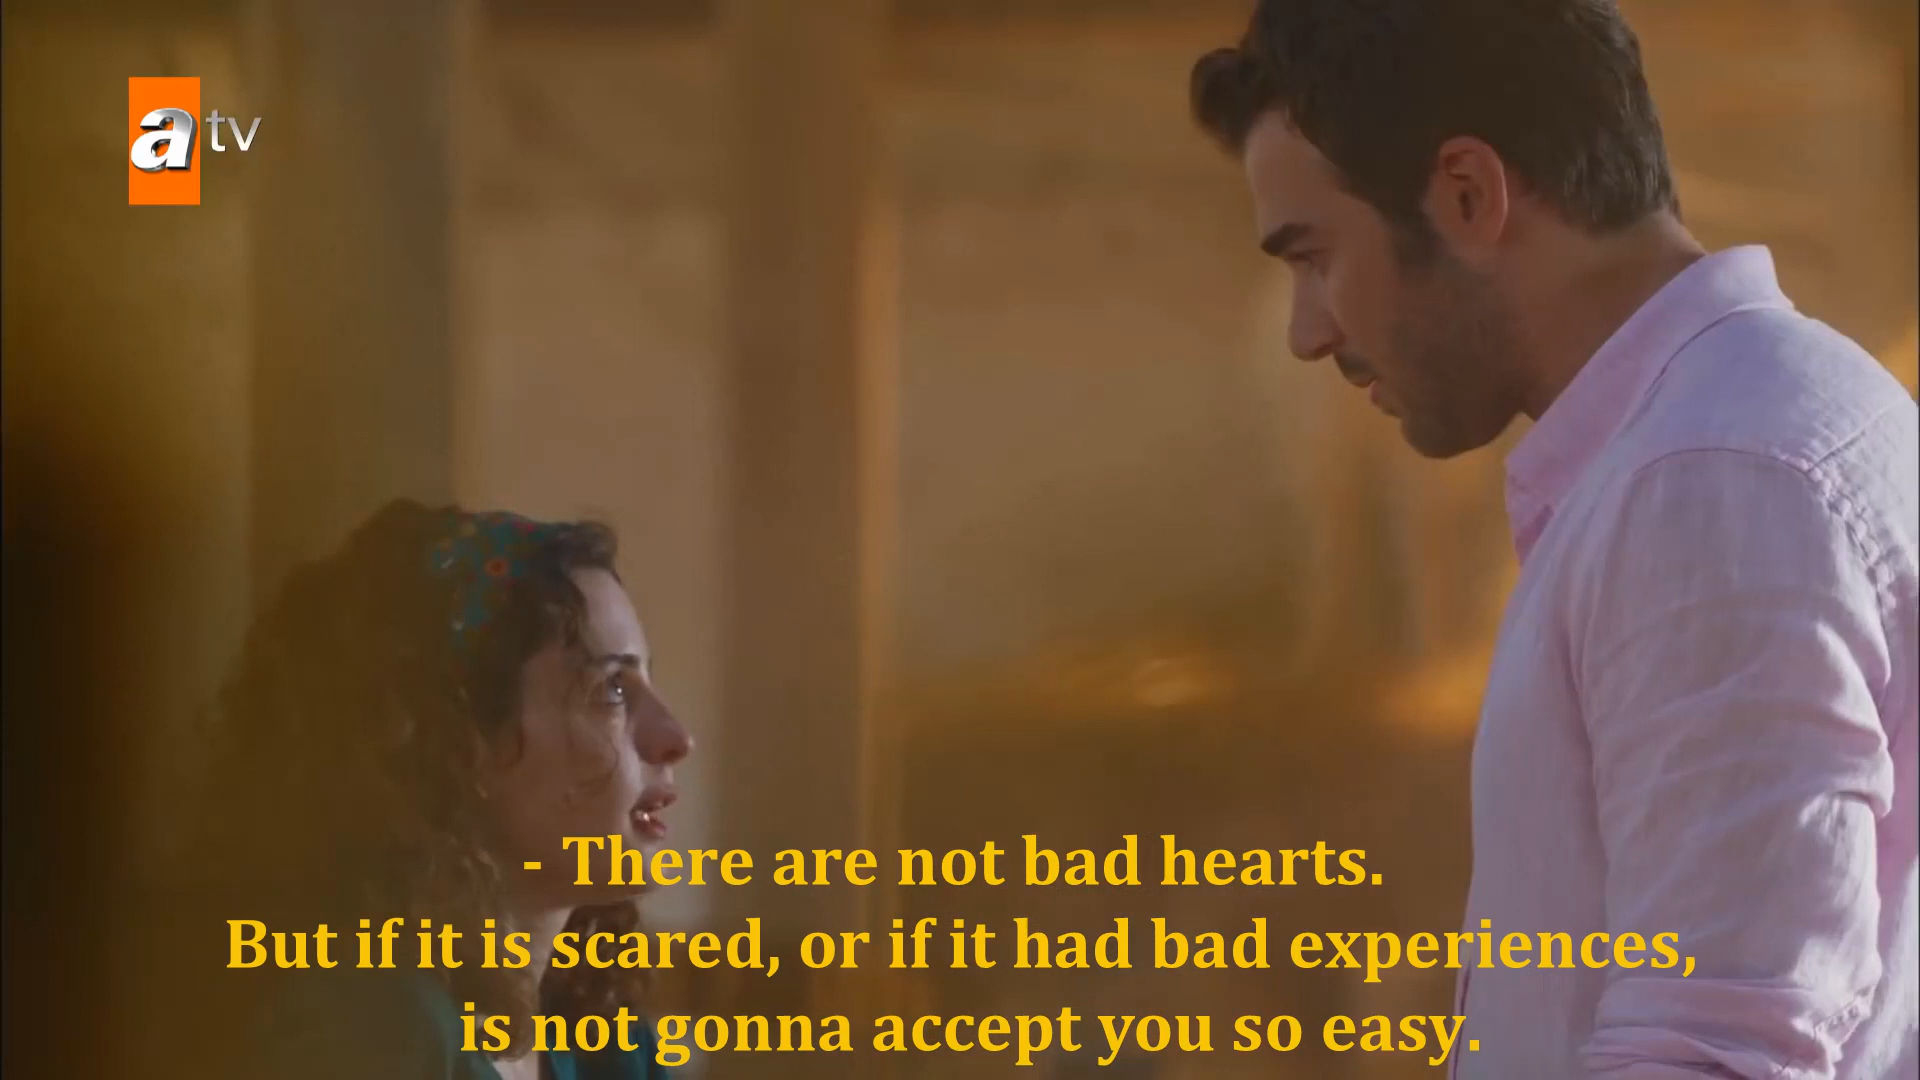 atv
- There are not bad hearts.
But if it is scared, or if it had bad experiences,
is not gonna accept you so easy.